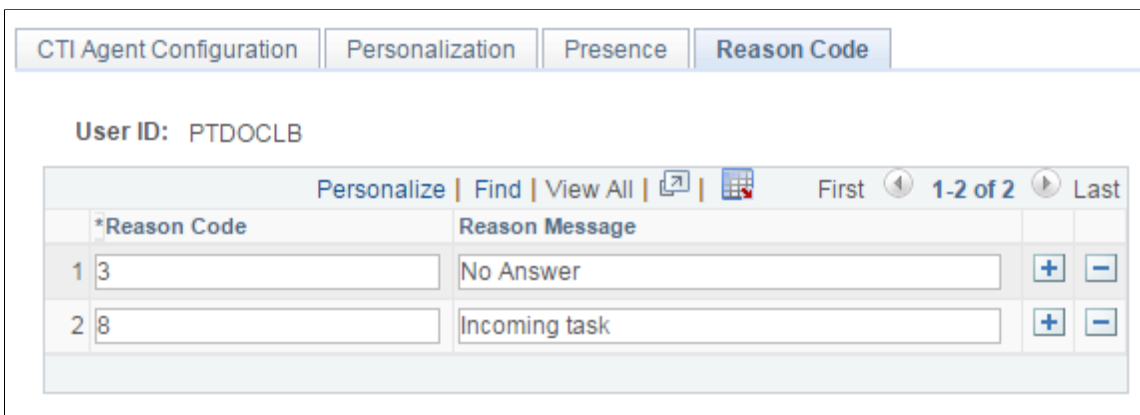 CTI Agent Configuration Personalization Presence Reason Code
User ID: PTDOCLB
Personalize | Find | View All | | First 1-2 of 2 Last
*Reason Code Reason Message
1 3 No Answer
2 8 Incoming task